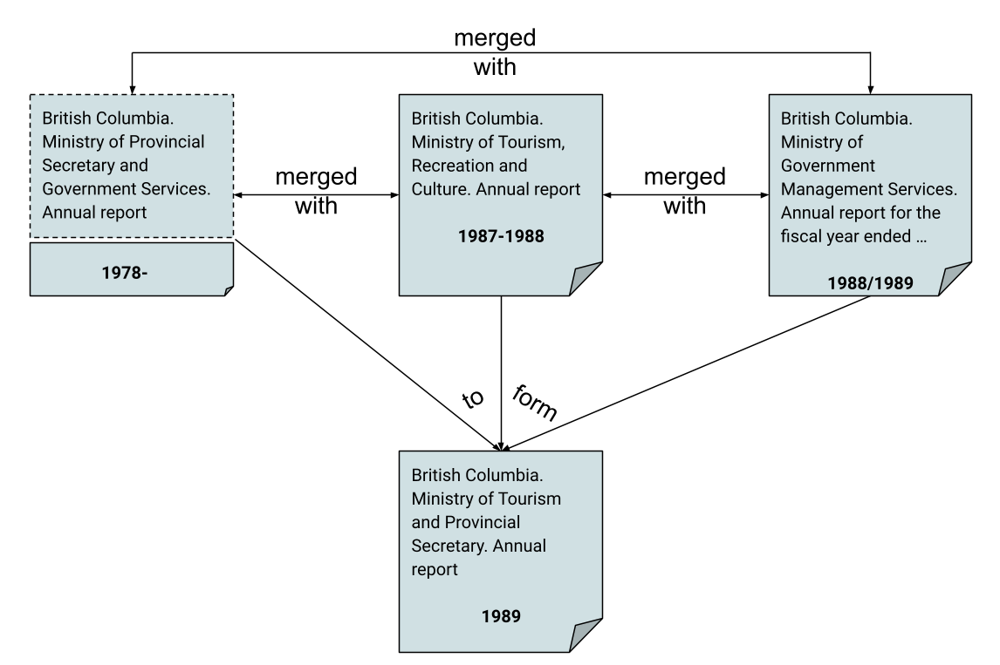 merged
with
British Columbia.
Ministry of Provincial
Secretary and
Government Services.
Annual report
1978-
merged
with
British Columbia.
Ministry of Tourism,
Recreation and
Culture. Annual report
1987-1988
merged
with
British Columbia.
Ministry of
Government
Management Services.
Annual report for the
fiscal year ended ...
1988/1989
to
form
British Columbia.
Ministry of Tourism
and Provincial
Secretary. Annual
report
1989